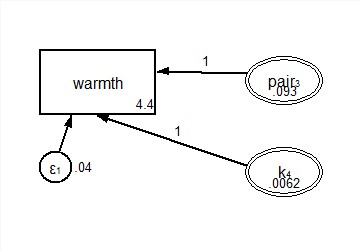 1
warmth
pair₃
.093
4.4
1
ε₁
.04
k₄
.0062